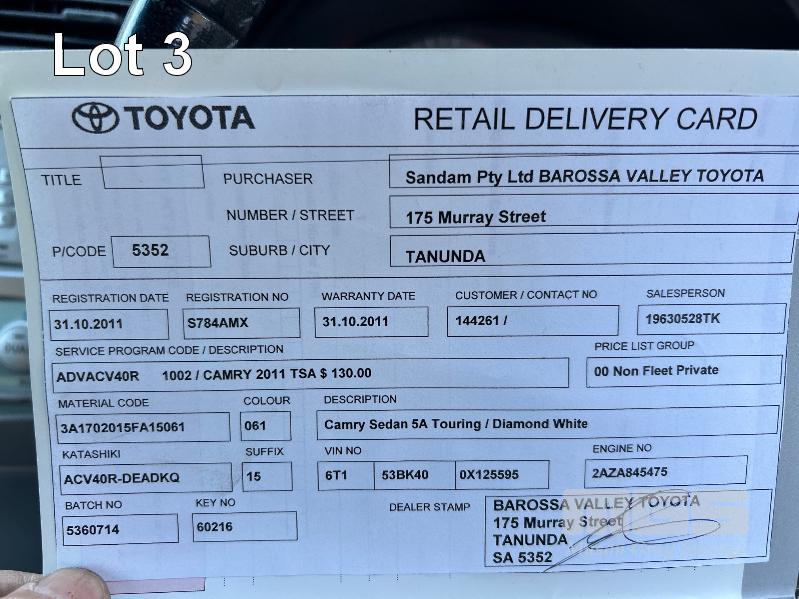 Lot 3
TOYOTA RETAIL DELIVERY CARD
TITLE PURCHASER Sandam Pty Ltd BAROSSA VALLEY TOYOTA
NUMBER / STREET 175 Murray Street
P/CODE 5352 SUBURB / CITY TANUNDA
REGISTRATION DATE REGISTRATION NO WARRANTY DATE CUSTOMER / CONTACT NO SALESPERSON
31.10.2011 S784AMX 31.10.2011 144261 / 19630528TK
SERVICE PROGRAM CODE / DESCRIPTION PRICE LIST GROUP
ADVACV40R 1002 / CAMRY 2011 TSA $ 130.00 00 Non Fleet Private
MATERIAL CODE COLOUR DESCRIPTION
3A1702015FA15061 061 Camry Sedan 5A Touring / Diamond White
KATASHIKI SUFFIX VIN NO ENGINE NO
ACV40R-DEADKQ 15 6T1 53BK40 0X125595 2AZA845475
BATCH NO KEY NO DEALER STAMP BAROSSA VALLEY TOYOTA
5360714 60216 175 Murray Street
TANUNDA
SA 5352